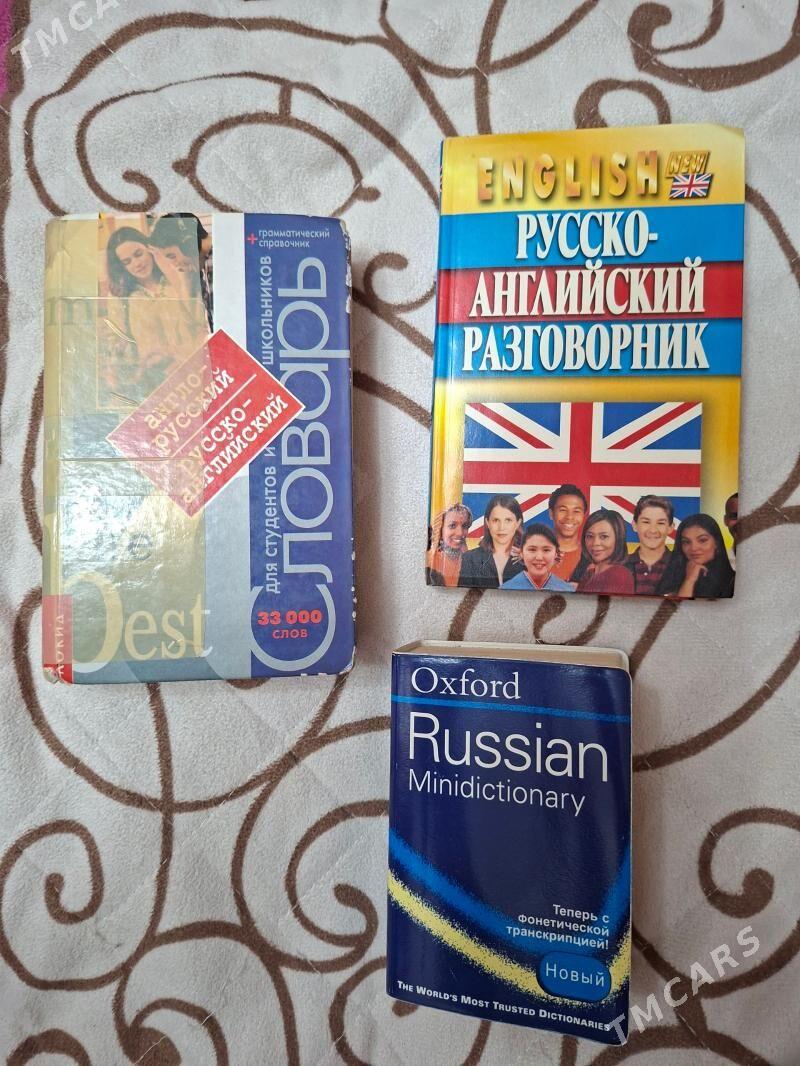 TMCARS
+грамматический
справочник
англо-
русский
русско-
английский
для студентов и школьников
Словарь
33 000
слов
best
ENGLISH
NEW
РУССКО-
АНГЛИЙСКИЙ
РАЗГОВОРНИК
Oxford
Russian
Minidictionary
Теперь с
фонетической
транскрипцией!
Новый
THE WORLD'S MOST TRUSTED DICTIONARIES
TMCARS